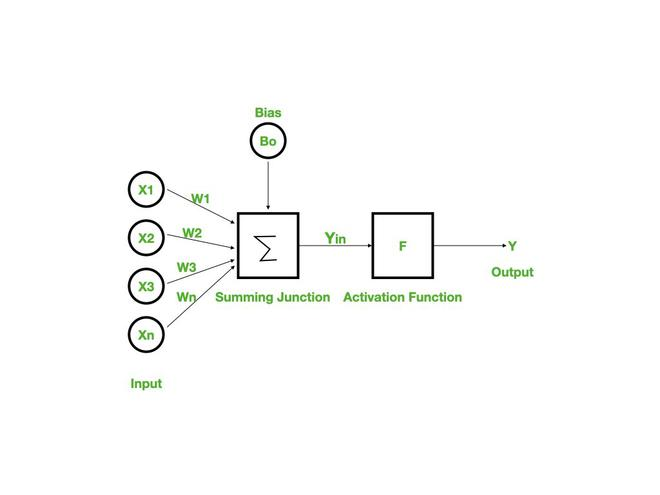 Bias
Bo
X1
W1
X2
W2
∑
Yin
F
Y
X3
W3
Output
Wn
Summing Junction
Activation Function
Xn
Input